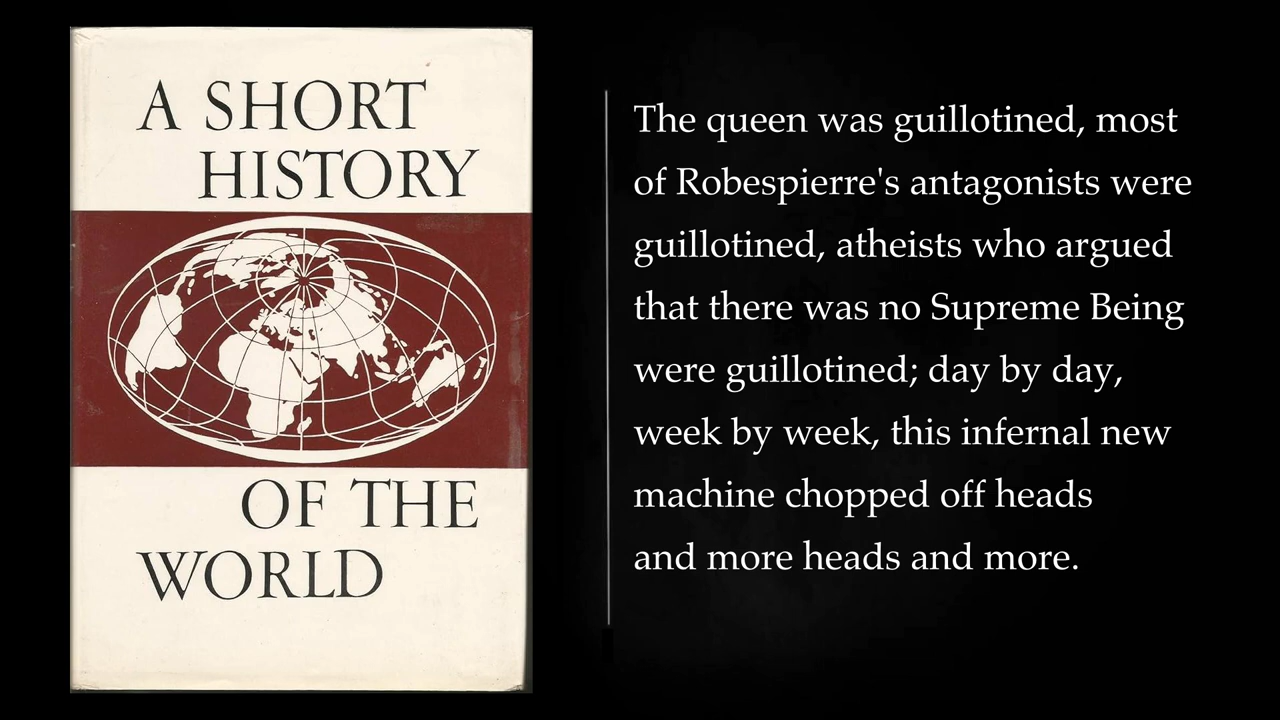 A SHORT
HISTORY
OF THE
WORLD
The queen was guillotined, most
of Robespierre's antagonists were
guillotined, atheists who argued
that there was no Supreme Being
were guillotined; day by day,
week by week, this infernal new
machine chopped off heads
and more heads and more.